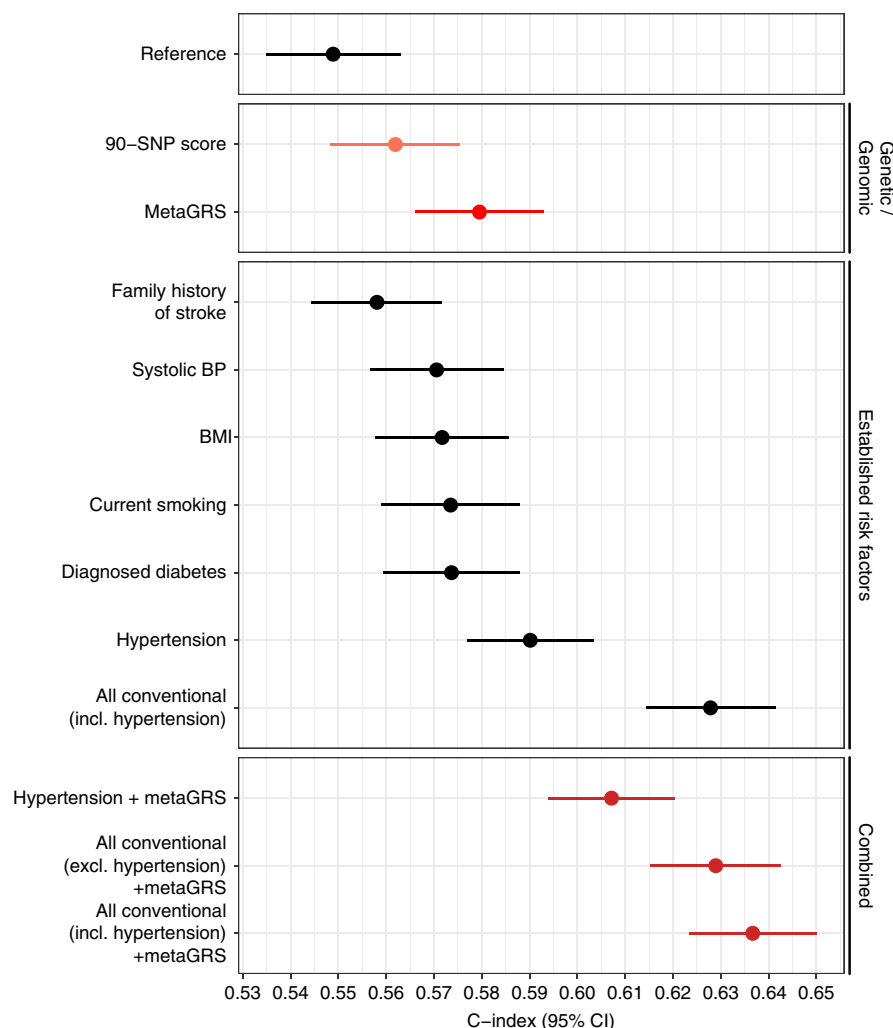 Reference
90–SNP score
MetaGRS
Genetic /
Genomic
Family history
of stroke
Systolic BP
BMI
Current smoking
Diagnosed diabetes
Hypertension
All conventional
(incl. hypertension)
Established risk factors
Hypertension + metaGRS
All conventional
(excl. hypertension)
+metaGRS
All conventional
(incl. hypertension)
+metaGRS
Combined
0.53 0.54 0.55 0.56 0.57 0.58 0.59 0.60 0.61 0.62 0.63 0.64 0.65
C–index (95% CI)